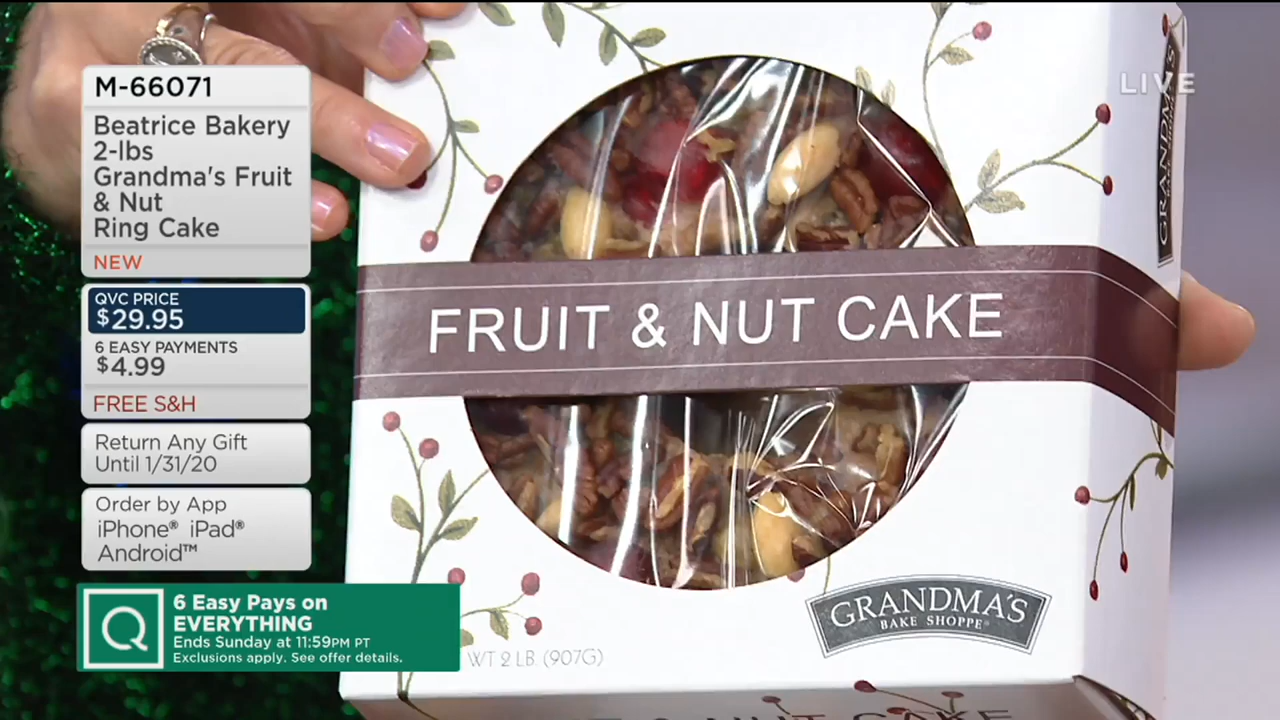 M-66071
Beatrice Bakery
2-lbs
Grandma's Fruit
& Nut
Ring Cake
NEW
QVC PRICE
$29.95
6 EASY PAYMENTS
$4.99
FREE S&H
Return Any Gift
Until 1/31/20
Order by App
iPhone® iPad®
Android™
Q
6 Easy Pays on
EVERYTHING
Ends Sunday at 11:59PM PT
Exclusions apply. See offer details.
LIVE
GRANDMA'S
FRUIT & NUT CAKE
GRANDMA'S
BAKE SHOPPE®
WT 2 LB. (907G)
& NUT CAKE